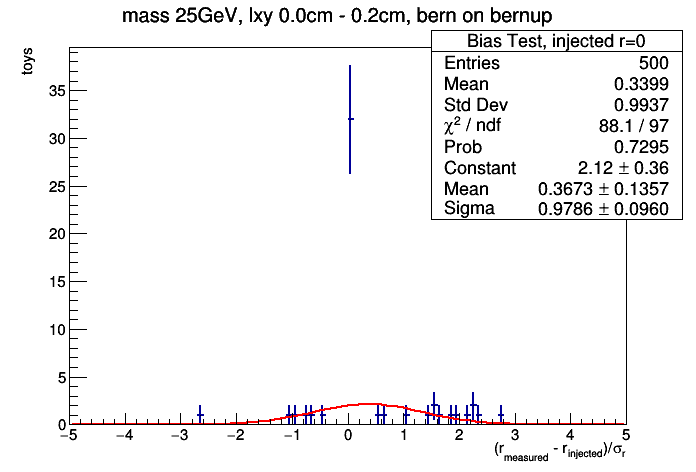 mass 25GeV, lxy 0.0cm - 0.2cm, bern on bernup
Bias Test, injected r=0
Entries 500
Mean 0.3399
Std Dev 0.9937
χ² / ndf 88.1 / 97
Prob 0.7295
Constant 2.12 ± 0.36
Mean 0.3673 ± 0.1357
Sigma 0.9786 ± 0.0960
toys
35
30
25
20
15
10
5
0
−5 −4 −3 −2 −1 0 1 2 3 4 5
(r_measured - r_injected)/σ_r